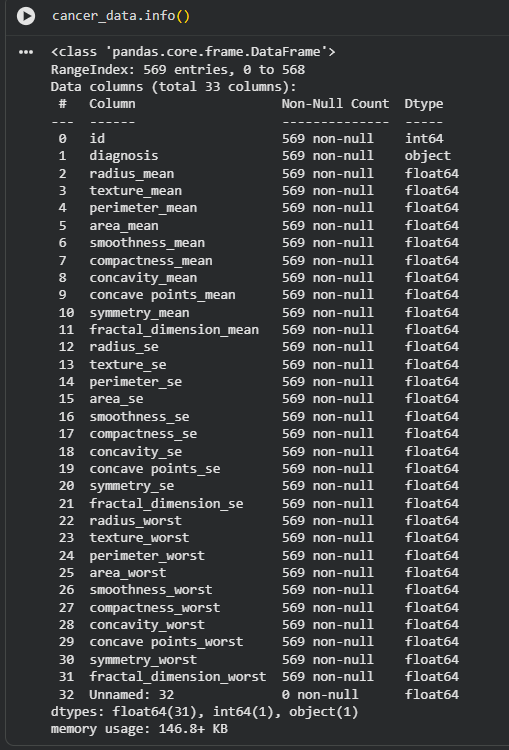 cancer_data.info()
<class 'pandas.core.frame.DataFrame'>
RangeIndex: 569 entries, 0 to 568
Data columns (total 33 columns):
 #   Column                   Non-Null Count  Dtype
---  ------                   --------------  -----
 0   id                       569 non-null    int64
 1   diagnosis                569 non-null    object
 2   radius_mean              569 non-null    float64
 3   texture_mean             569 non-null    float64
 4   perimeter_mean           569 non-null    float64
 5   area_mean                569 non-null    float64
 6   smoothness_mean          569 non-null    float64
 7   compactness_mean         569 non-null    float64
 8   concavity_mean           569 non-null    float64
 9   concave points_mean      569 non-null    float64
 10  symmetry_mean            569 non-null    float64
 11  fractal_dimension_mean   569 non-null    float64
 12  radius_se                569 non-null    float64
 13  texture_se               569 non-null    float64
 14  perimeter_se             569 non-null    float64
 15  area_se                  569 non-null    float64
 16  smoothness_se            569 non-null    float64
 17  compactness_se           569 non-null    float64
 18  concavity_se             569 non-null    float64
 19  concave points_se        569 non-null    float64
 20  symmetry_se              569 non-null    float64
 21  fractal_dimension_se     569 non-null    float64
 22  radius_worst             569 non-null    float64
 23  texture_worst            569 non-null    float64
 24  perimeter_worst          569 non-null    float64
 25  area_worst               569 non-null    float64
 26  smoothness_worst         569 non-null    float64
 27  compactness_worst        569 non-null    float64
 28  concavity_worst          569 non-null    float64
 29  concave points_worst     569 non-null    float64
 30  symmetry_worst           569 non-null    float64
 31  fractal_dimension_worst  569 non-null    float64
 32  Unnamed: 32              0 non-null      float64
dtypes: float64(31), int64(1), object(1)
memory usage: 146.8+ KB